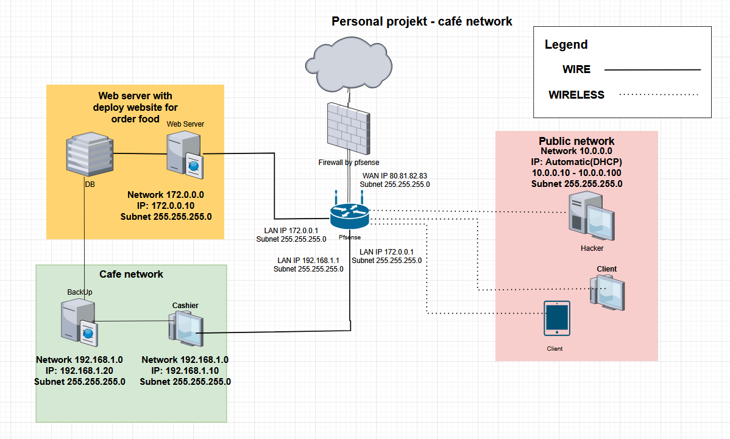 Personal projekt - café network
Legend
WIRE
WIRELESS
Web server with
deploy website for
order food
Web Server
DB
Network 172.0.0.0
IP: 172.0.0.10
Subnet 255.255.255.0
Firewall by pfsense
WAN IP 80.81.82.83
Subnet 255.255.255.0
Pfsense
LAN IP 172.0.0.1
Subnet 255.255.255.0
LAN IP 192.168.1.1
Subnet 255.255.255.0
LAN IP 172.0.0.1
Subnet 255.255.255.0
Public network
Network 10.0.0.0
IP: Automatic(DHCP)
10.0.0.10 - 10.0.0.100
Subnet 255.255.255.0
Hacker
Client
Client
Cafe network
BackUp
Cashier
Network 192.168.1.0
IP: 192.168.1.20
Subnet 255.255.255.0
Network 192.168.1.0
IP: 192.168.1.10
Subnet 255.255.255.0